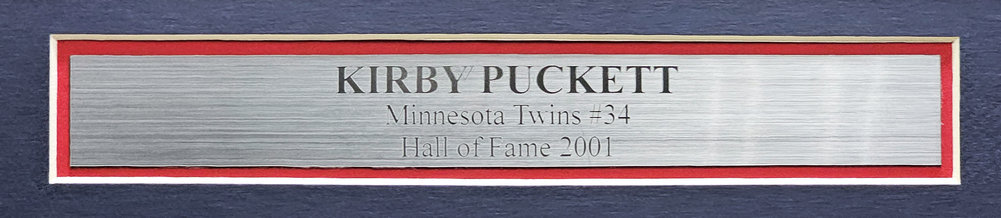 KIRBY PUCKETT
Minnesota Twins #34
Hall of Fame 2001